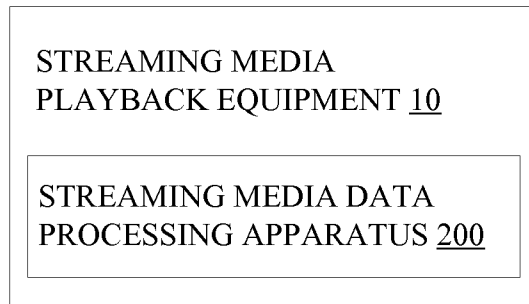 STREAMING MEDIA
PLAYBACK EQUIPMENT 10
STREAMING MEDIA DATA
PROCESSING APPARATUS 200